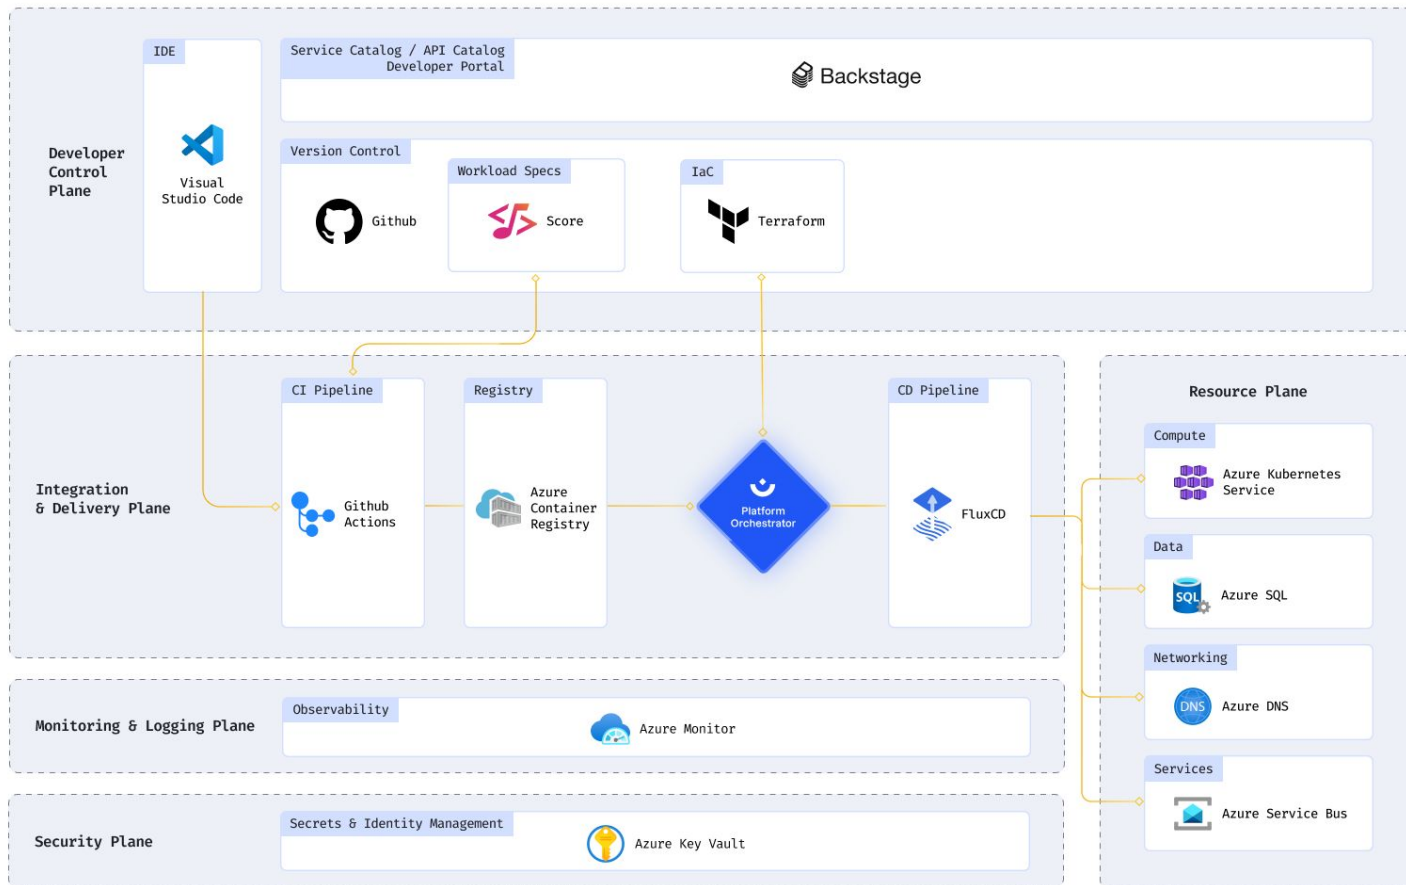 IDE
Service Catalog / API Catalog
Developer Portal
Backstage
Developer
Control
Plane
Visual
Studio Code
Version Control
Github
Workload Specs
Score
IaC
Terraform
CI Pipeline
Registry
CD Pipeline
Integration
& Delivery Plane
Github
Actions
Azure
Container
Registry
Platform
Orchestrator
FluxCD
Resource Plane
Compute
Azure Kubernetes
Service
Data
SQL
Azure SQL
Networking
DNS
Azure DNS
Services
Azure Service Bus
Monitoring & Logging Plane
Observability
Azure Monitor
Security Plane
Secrets & Identity Management
Azure Key Vault